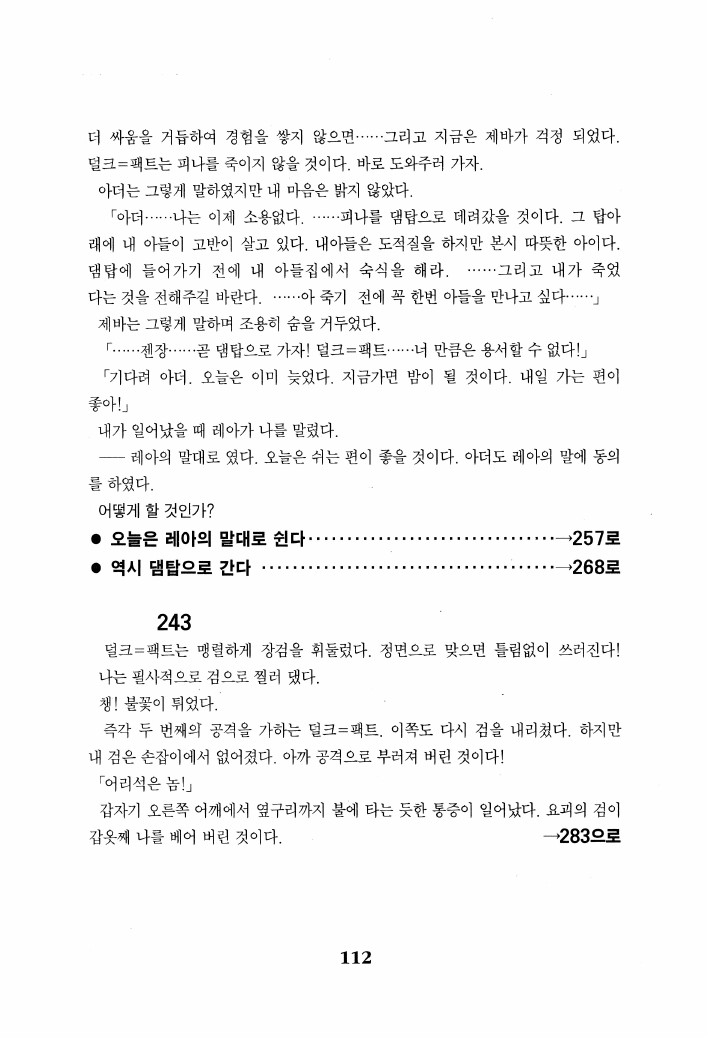 더 싸움을 거듭하여 경험을 쌓지 않으면……그리고 지금은 제바가 걱정 되었다.
덜크=팩트는 피나를 죽이지 않을 것이다. 바로 도와주러 가자.
아더는 그렇게 말하였지만 내 마음은 밝지 않았다.
「아더……나는 이제 소용없다. ……피나를 댐탑으로 데려갔을 것이다. 그 탑아
래에 내 아들이 고반이 살고 있다. 내아들은 도적질을 하지만 본시 따뜻한 아이다.
댐탑에 들어가기 전에 내 아들집에서 숙식을 해라. ……그리고 내가 죽었
다는 것을 전해주길 바란다. ……아 죽기 전에 꼭 한번 아들을 만나고 싶다……」
제바는 그렇게 말하며 조용히 숨을 거두었다.
「……젠장……곧 댐탑으로 가자! 덜크=팩트……너 만큼은 용서할 수 없다!」
「기다려 아더. 오늘은 이미 늦었다. 지금가면 밤이 될 것이다. 내일 가는 편이
좋아!」
내가 일어났을 때 레아가 나를 말렸다.
── 레아의 말대로 였다. 오늘은 쉬는 편이 좋을 것이다. 아더도 레아의 말에 동의
를 하였다.
어떻게 할 것인가?
● 오늘은 레아의 말대로 쉰다································→257로
● 역시 댐탑으로 간다 ······································→268로
243
덜크=팩트는 맹렬하게 장검을 휘둘렀다. 정면으로 맞으면 틀림없이 쓰러진다!
나는 필사적으로 검으로 찔러 댔다.
챙! 불꽃이 튀었다.
즉각 두 번째의 공격을 가하는 덜크=팩트. 이쪽도 다시 검을 내리쳤다. 하지만
내 검은 손잡이에서 없어졌다. 아까 공격으로 부러져 버린 것이다!
「어리석은 놈!」
갑자기 오른쪽 어깨에서 옆구리까지 불에 타는 듯한 통증이 일어났다. 요괴의 검이
갑옷째 나를 베어 버린 것이다. →283으로
112